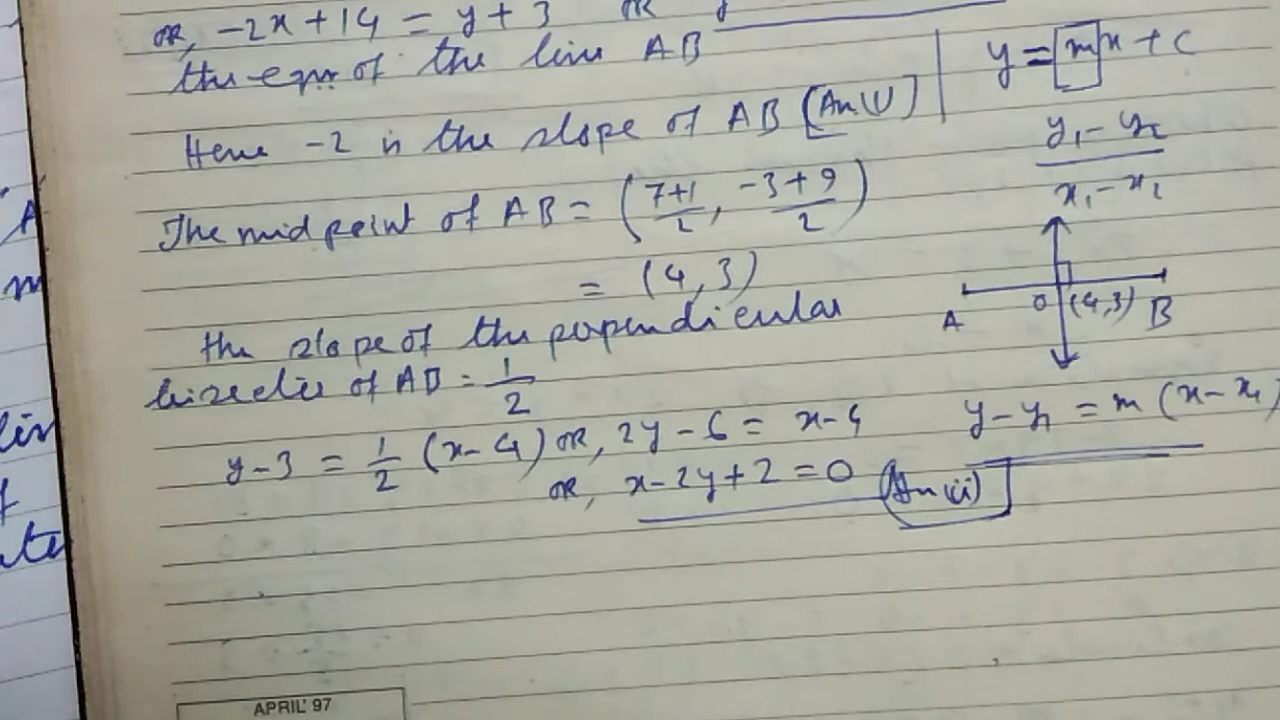 OR, -2x + 14 = y + 3 OR y
the eqn of the line AB
y = mx + c
Here -2 is the slope of AB [An(i)]
y₁ - y₂
x₁ - x₂
The mid point of AB = (7+1/2, -3+9/2)
= (4,3)
A O (4,3) B
the slope of the perpendicular
bisector of AB = 1/2
y - y₁ = m (x - x₁)
y - 3 = 1/2 (x - 4) OR, 2y - 6 = x - 4
OR, x - 2y + 2 = 0 (An(ii)]
APRIL' 97